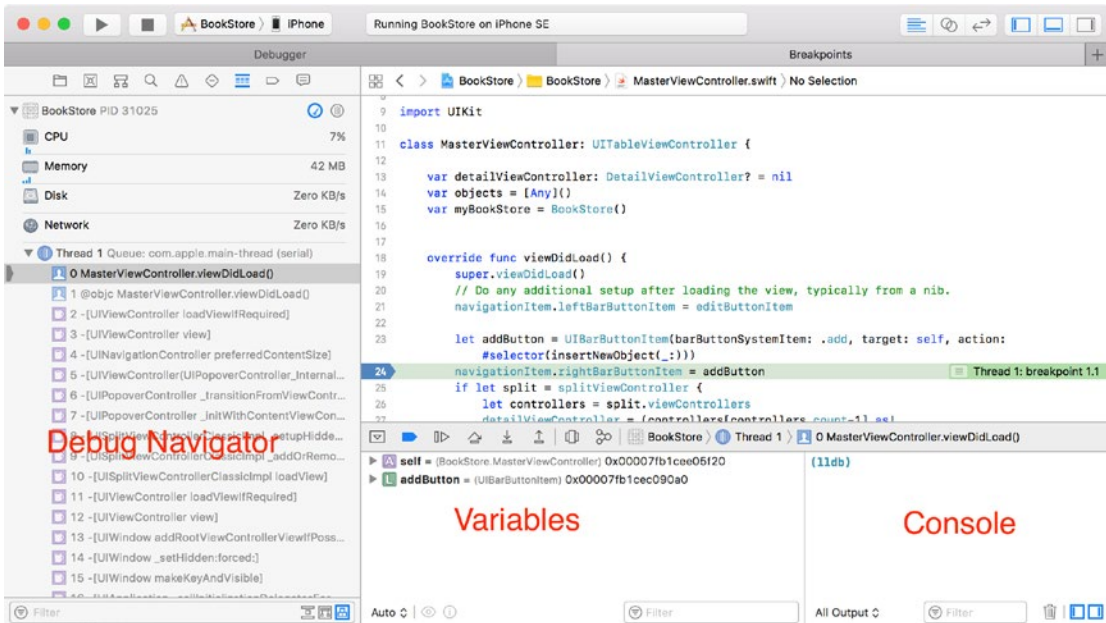 BookStore iPhone
Running BookStore on iPhone SE
Debugger
Breakpoints
BookStore BookStore MasterViewController.swift No Selection
BookStore PID 31025
CPU 7%
Memory 42 MB
Disk Zero KB/s
Network Zero KB/s
Thread 1 Queue: com.apple.main-thread (serial)
0 MasterViewController.viewDidLoad()
1 @objc MasterViewController.viewDidLoad()
2 -[UIViewController loadViewIfRequired]
3 -[UIViewController view]
4 -[UINavigationController preferredContentSize]
5 -[UIViewController(UIPopoverController_Internal...
6 -[UIPopoverController _transitionFromViewContr...
7 -[UIPopoverController _initWithContentViewCon...
Debug Navigator
10 -[UISplitViewControllerClassicImpl loadView]
11 -[UIViewController loadViewIfRequired]
12 -[UIViewController view]
13 -[UIWindow addRootViewControllerViewIfPoss...
14 -[UIWindow _setHidden:forced:]
15 -[UIWindow makeKeyAndVisible]
Filter
9 import UIKit
10
11 class MasterViewController: UITableViewController {
12
13 var detailViewController: DetailViewController? = nil
14 var objects = [Any]()
15 var myBookStore = BookStore()
16
17
18 override func viewDidLoad() {
19 super.viewDidLoad()
20 // Do any additional setup after loading the view, typically from a nib.
21 navigationItem.leftBarButtonItem = editButtonItem
22
23 let addButton = UIBarButtonItem(barButtonSystemItem: .add, target: self, action:
#selector(insertNewObject(_:)))
24 navigationItem.rightBarButtonItem = addButton Thread 1: breakpoint 1.1
25 if let split = splitViewController {
26 let controllers = split.viewControllers
27 detailViewController = (controllers[controllers.count-1] as!
BookStore Thread 1 0 MasterViewController.viewDidLoad()
self = (BookStore.MasterViewController) 0x00007fb1cee05f20
addButton = (UIBarButtonItem) 0x00007fb1cec090a0
Variables
Auto Filter
(lldb)
Console
All Output Filter